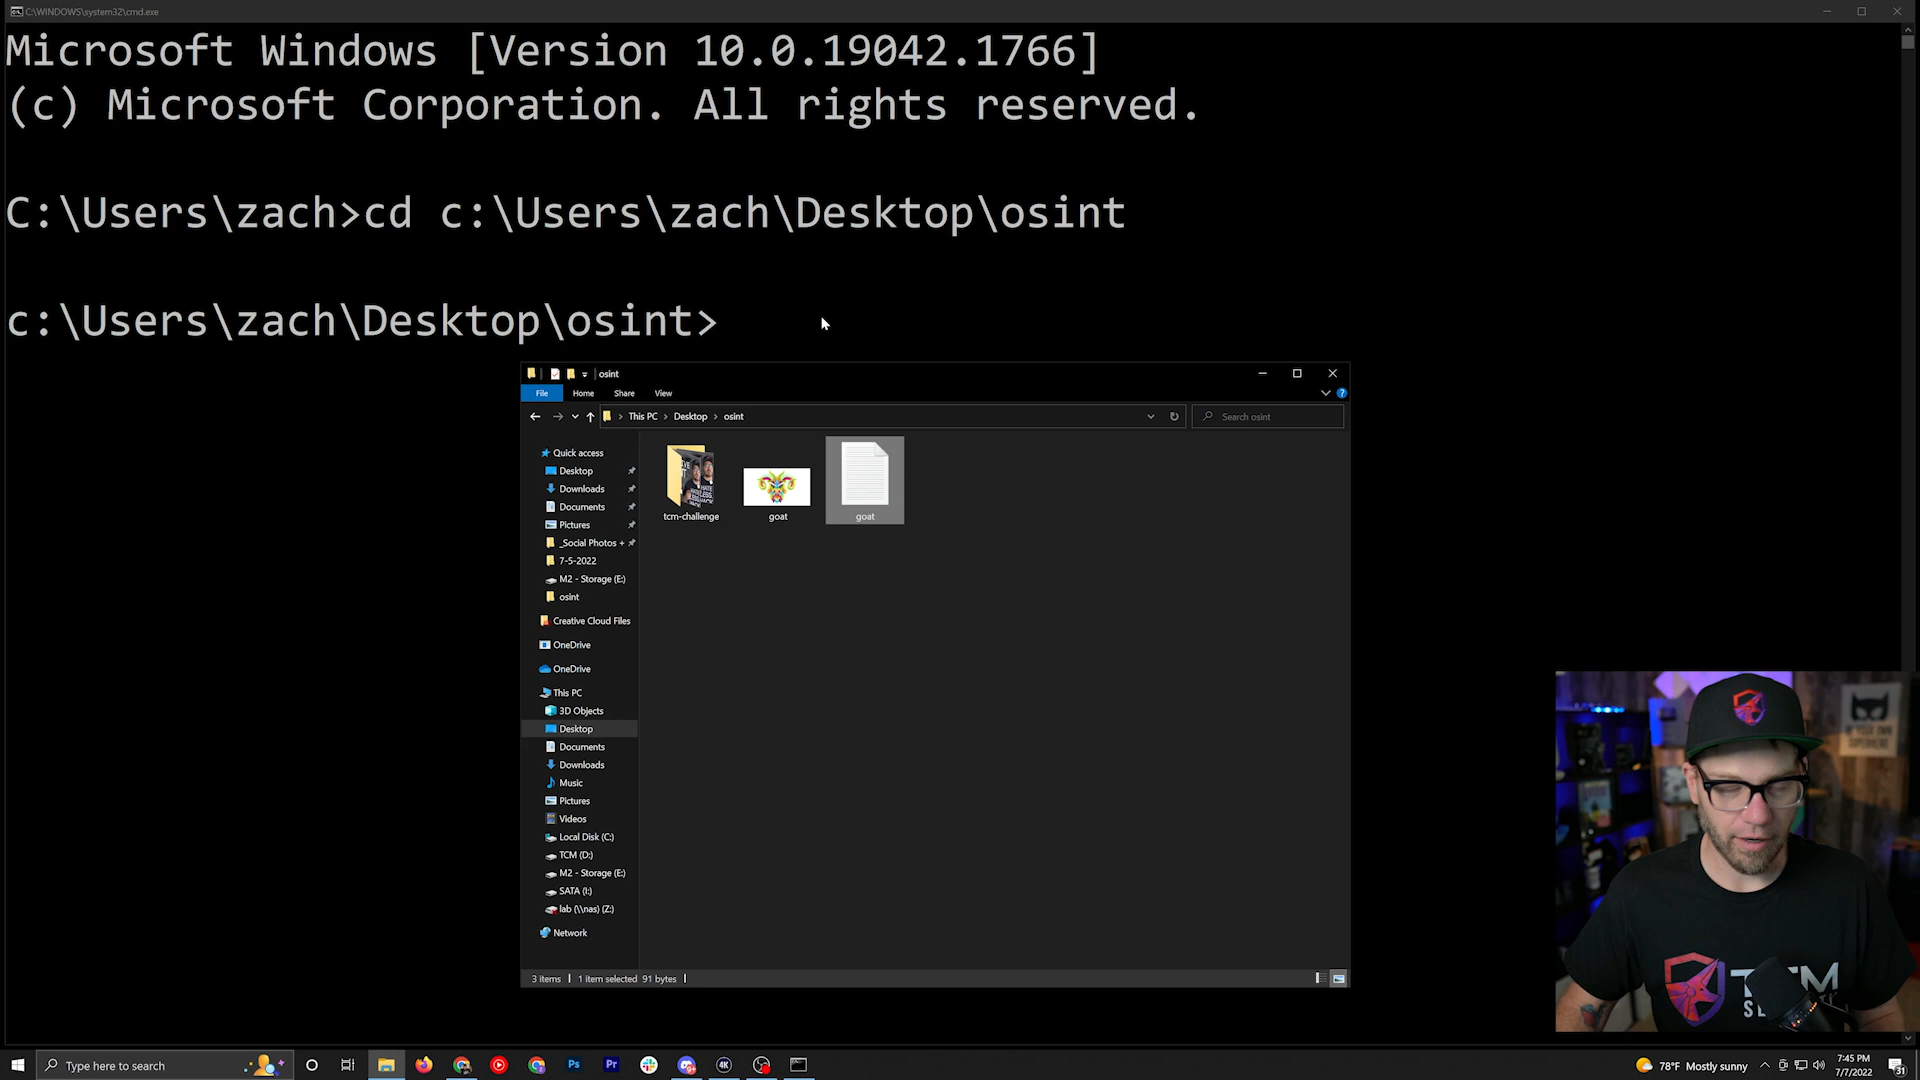 C:\WINDOWS\system32\cmd.exe
Microsoft Windows [Version 10.0.19042.1766]
(c) Microsoft Corporation. All rights reserved.
C:\Users\zach>cd c:\Users\zach\Desktop\osint
c:\Users\zach\Desktop\osint>
osint
File Home Share View
This PC > Desktop > osint
Search osint
Quick access
Desktop
Downloads
Documents
Pictures
_Social Photos +
7-5-2022
M2 - Storage (E:)
osint
Creative Cloud Files
OneDrive
OneDrive
This PC
3D Objects
Desktop
Documents
Downloads
Music
Pictures
Videos
Local Disk (C:)
TCM (D:)
M2 - Storage (E:)
SATA (I:)
lab (\\nas) (Z:)
Network
tcm-challenge
goat
goat
3 items 1 item selected 91 bytes
Type here to search
Ps
Pr
4K
78°F Mostly sunny
7:45 PM
7/7/2022
31